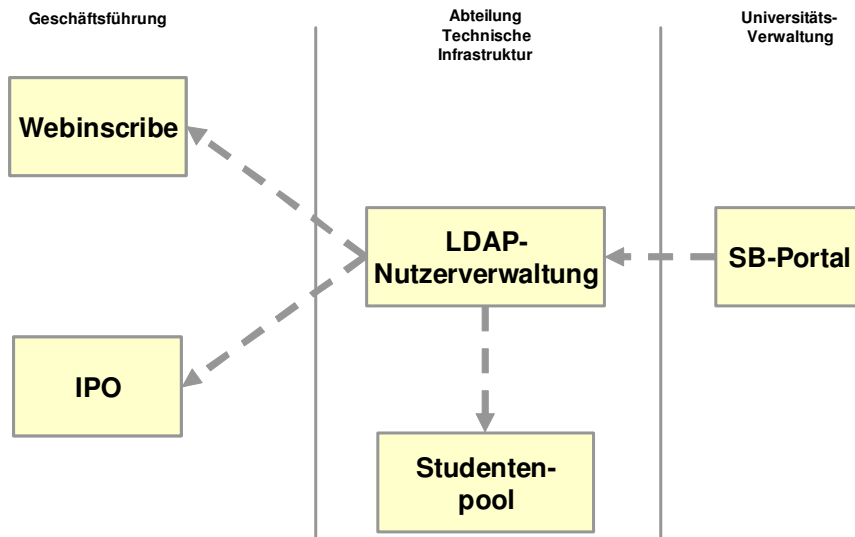 Geschäftsführung
Abteilung
Technische
Infrastruktur
Universitäts-
Verwaltung
Webinscribe
LDAP-
Nutzerverwaltung
SB-Portal
IPO
Studenten-
pool